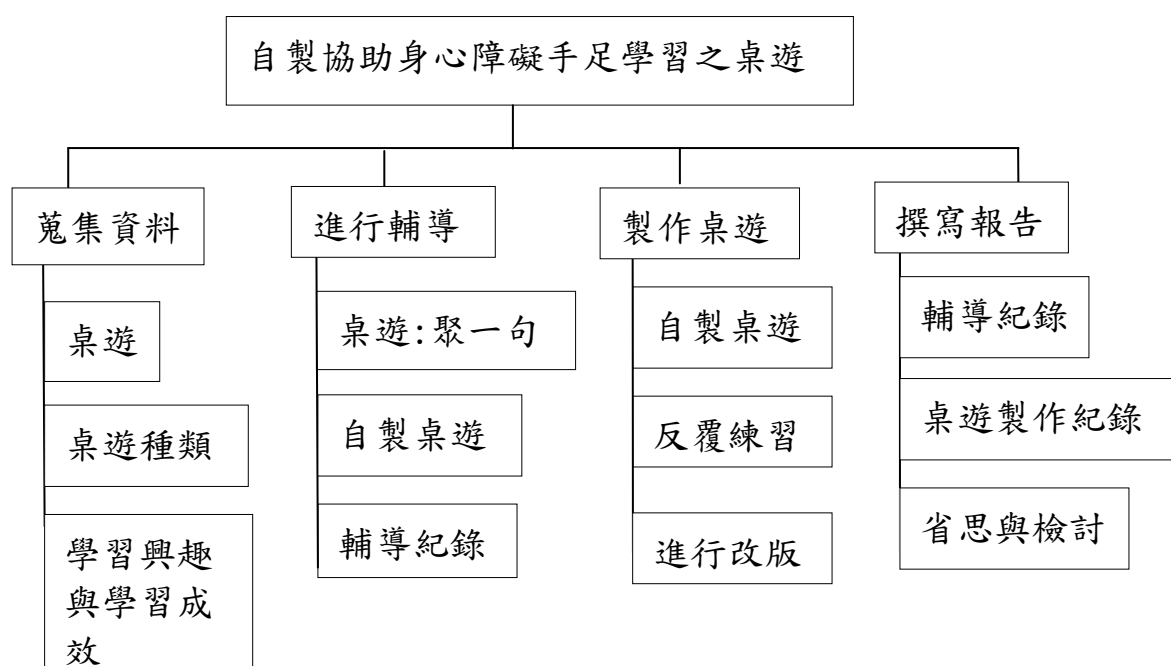 自製協助身心障礙手足學習之桌遊
蒐集資料
桌遊
桌遊種類
學習興趣
與學習成
效
進行輔導
桌遊:聚一句
自製桌遊
輔導紀錄
製作桌遊
自製桌遊
反覆練習
進行改版
撰寫報告
輔導紀錄
桌遊製作紀錄
省思與檢討